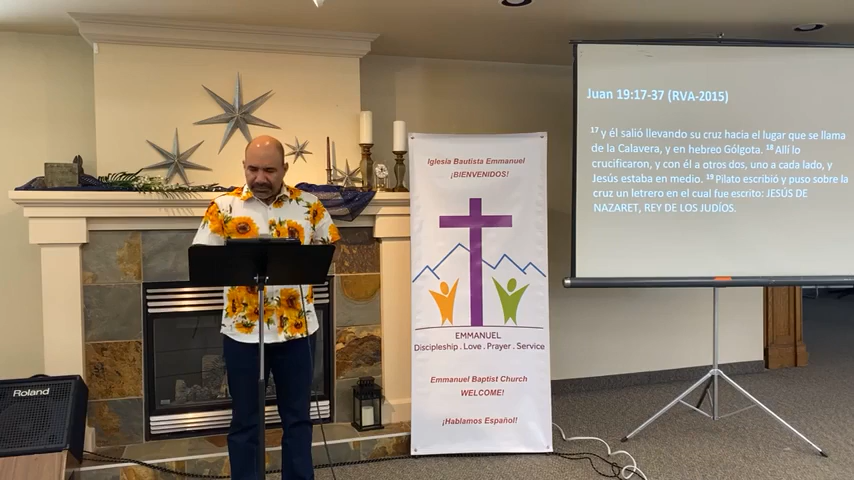 Juan 19:17-37 (RVA-2015)
17 y él salió llevando su cruz hacia el lugar que se llama
de la Calavera, y en hebreo Gólgota. 18 Allí lo
crucificaron, y con él a otros dos, uno a cada lado, y
Jesús estaba en medio. 19 Pilato escribió y puso sobre la
cruz un letrero en el cual fue escrito: JESÚS DE
NAZARET, REY DE LOS JUDÍOS.
Iglesia Bautista Emmanuel
¡BIENVENIDOS!
EMMANUEL
Discipleship . Love . Prayer . Service
Emmanuel Baptist Church
WELCOME!
¡Hablamos Español!
Roland